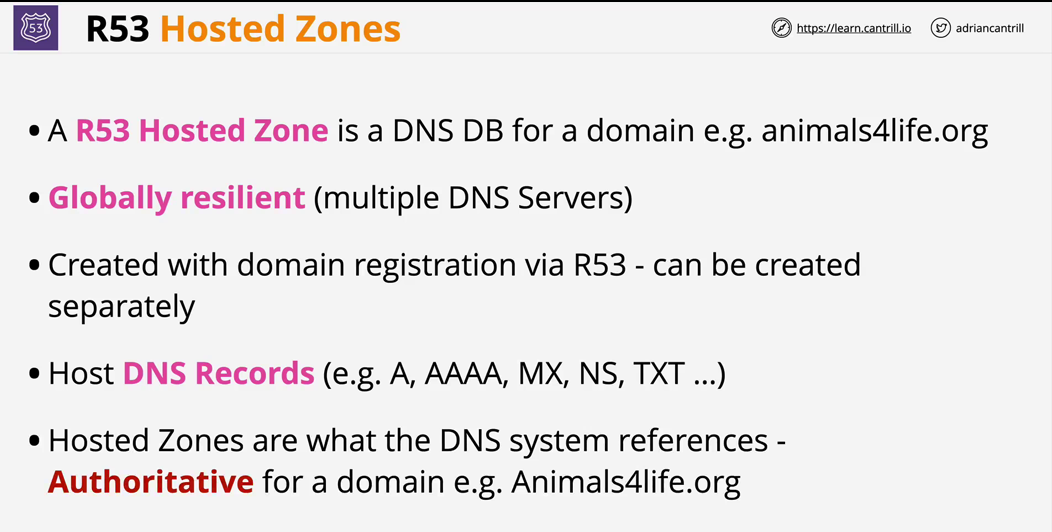 53
R53 Hosted Zones
https://learn.cantrill.io
adriancantrill
• A R53 Hosted Zone is a DNS DB for a domain e.g. animals4life.org
• Globally resilient (multiple DNS Servers)
• Created with domain registration via R53 - can be created
separately
• Host DNS Records (e.g. A, AAAA, MX, NS, TXT ...)
• Hosted Zones are what the DNS system references -
Authoritative for a domain e.g. Animals4life.org